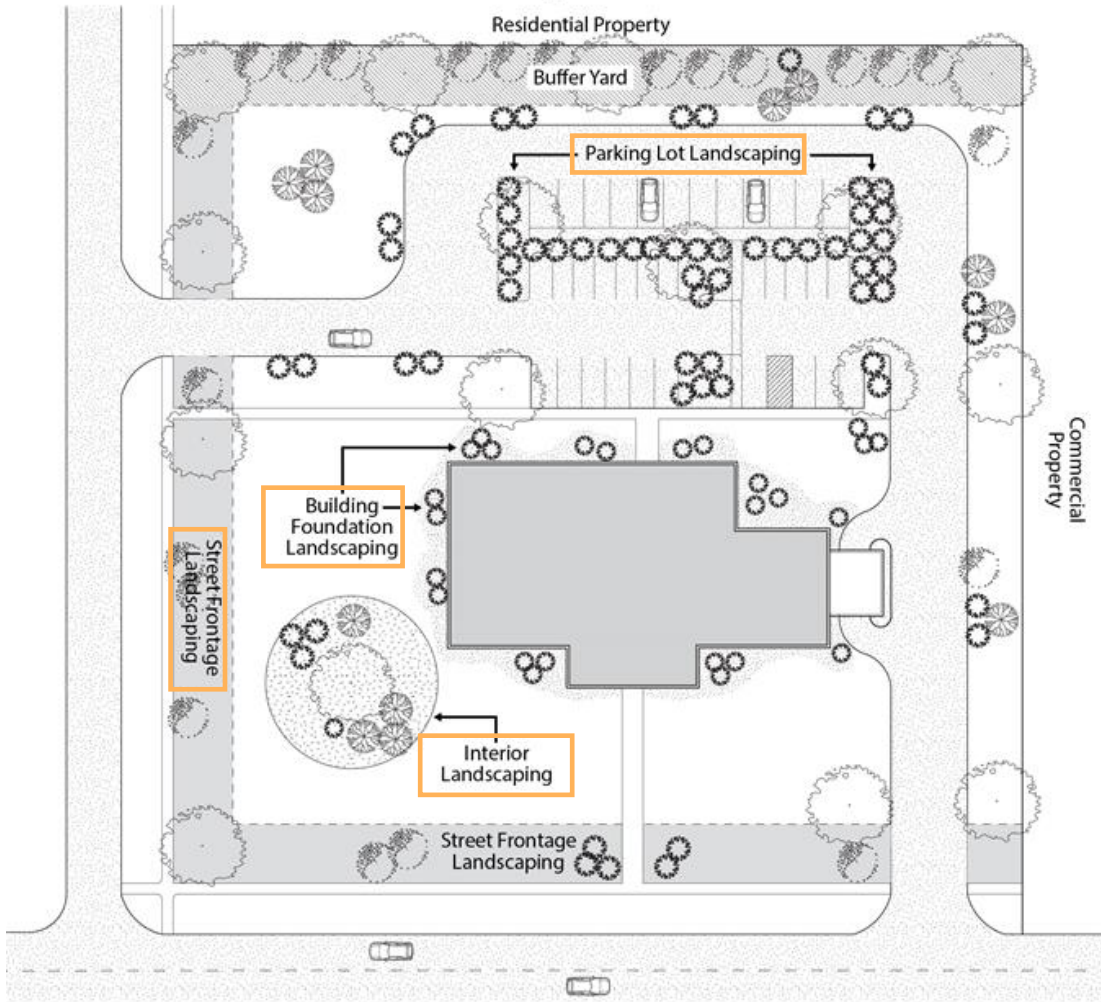 Residential Property
Buffer Yard
Parking Lot Landscaping
Commercial
Property
Building
Foundation
Landscaping
Street Frontage
Landscaping
Interior
Landscaping
Street Frontage
Landscaping